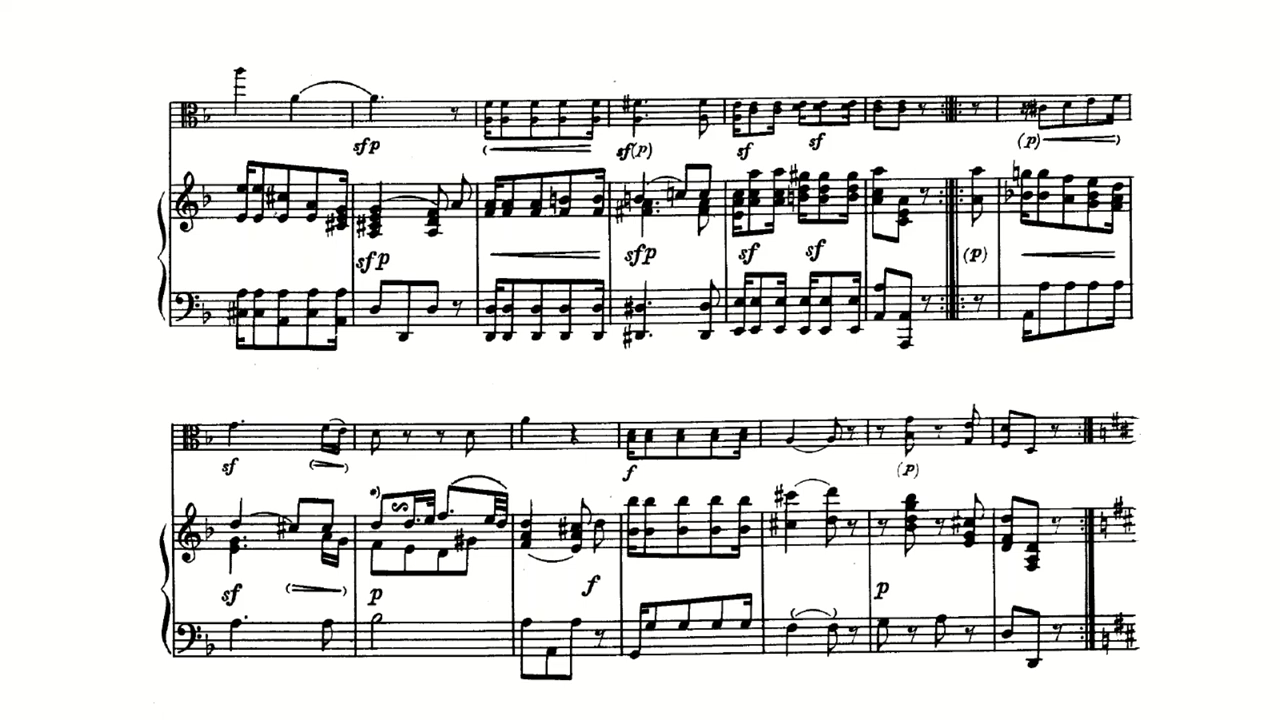 sfp sf(p) sf sf (p)
sfp sfp sf sf (p)
sf f (p)
*)
sf p f p